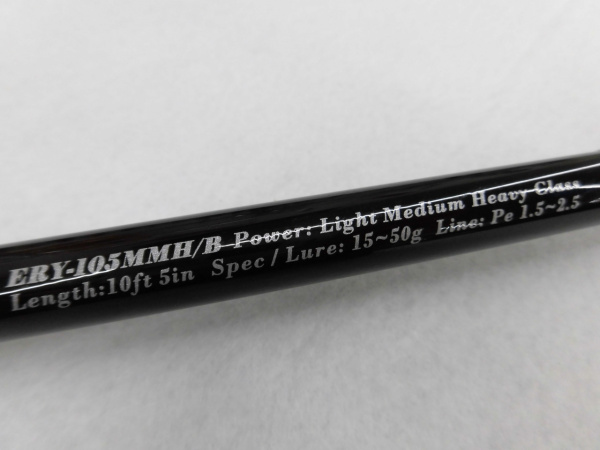 ERY-105MMH/B Power: Light Medium Heavy Class
Length:10ft 5in Spec/Lure: 15~50g Line: Pe 1.5~2.5